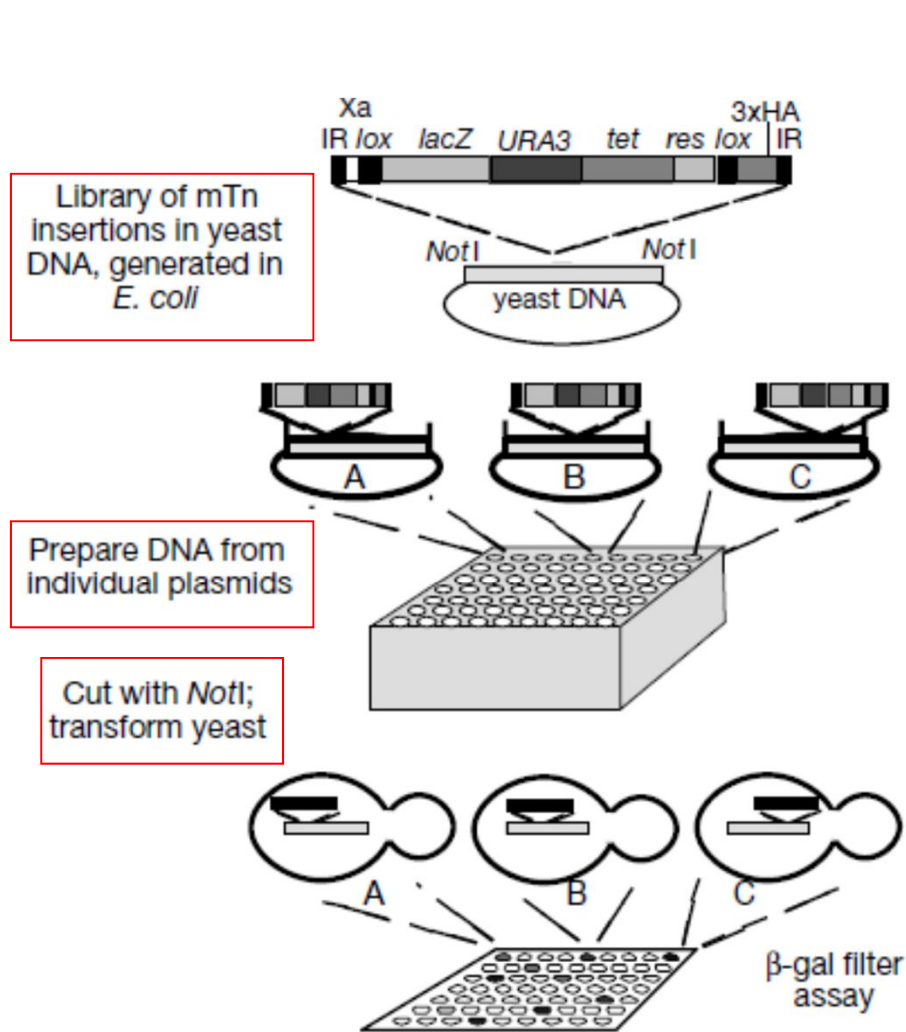 Xa
3xHA
IR lox lacZ URA3 tet res lox IR
Library of mTn
insertions in yeast
DNA, generated in
E. coli
NotI NotI
yeast DNA
A B C
Prepare DNA from
individual plasmids
Cut with NotI;
transform yeast
A B C
β-gal filter
assay